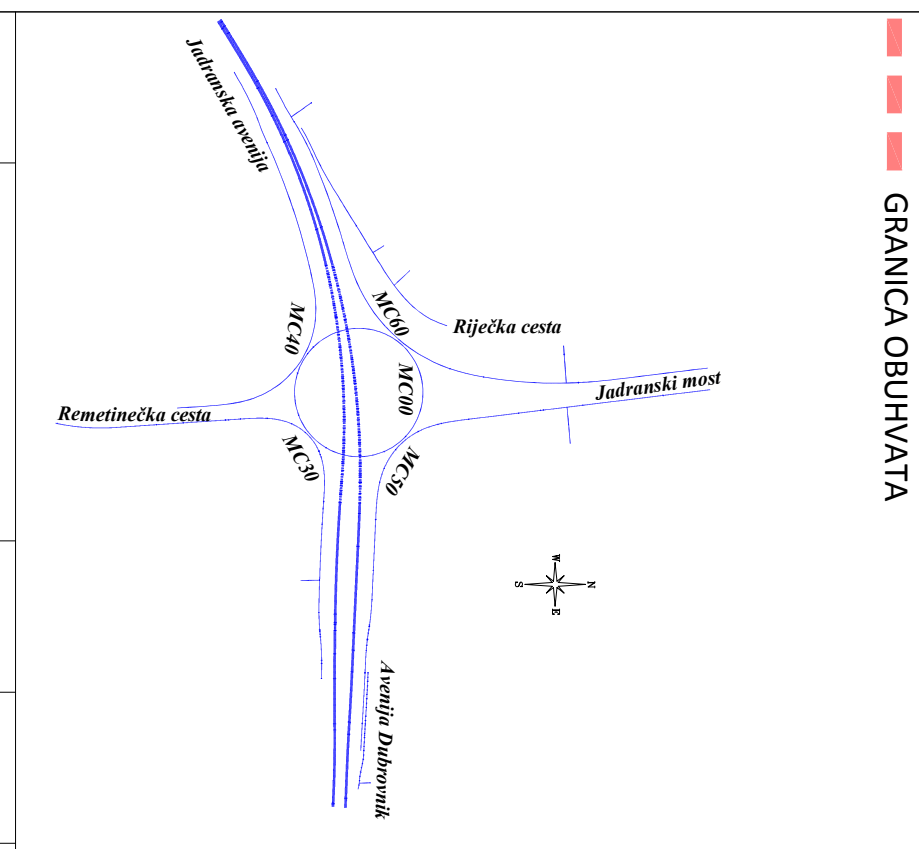 GRANICA OBUHVATA
Jadranska avenija
MC40
MC60
Riječka cesta
MC00
Jadranski most
Remetinečka cesta
MC30
MC50
W
S
N
E
Avenija Dubrovnik